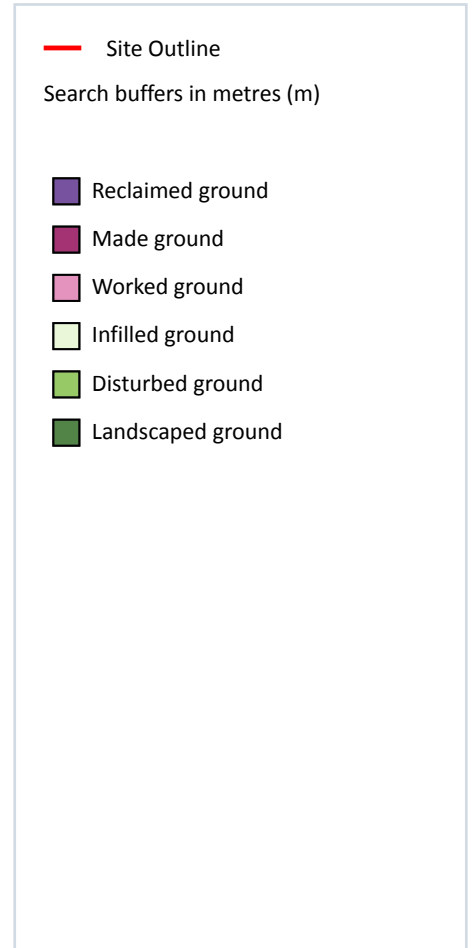 Site Outline
Search buffers in metres (m)
Reclaimed ground
Made ground
Worked ground
Infilled ground
Disturbed ground
Landscaped ground